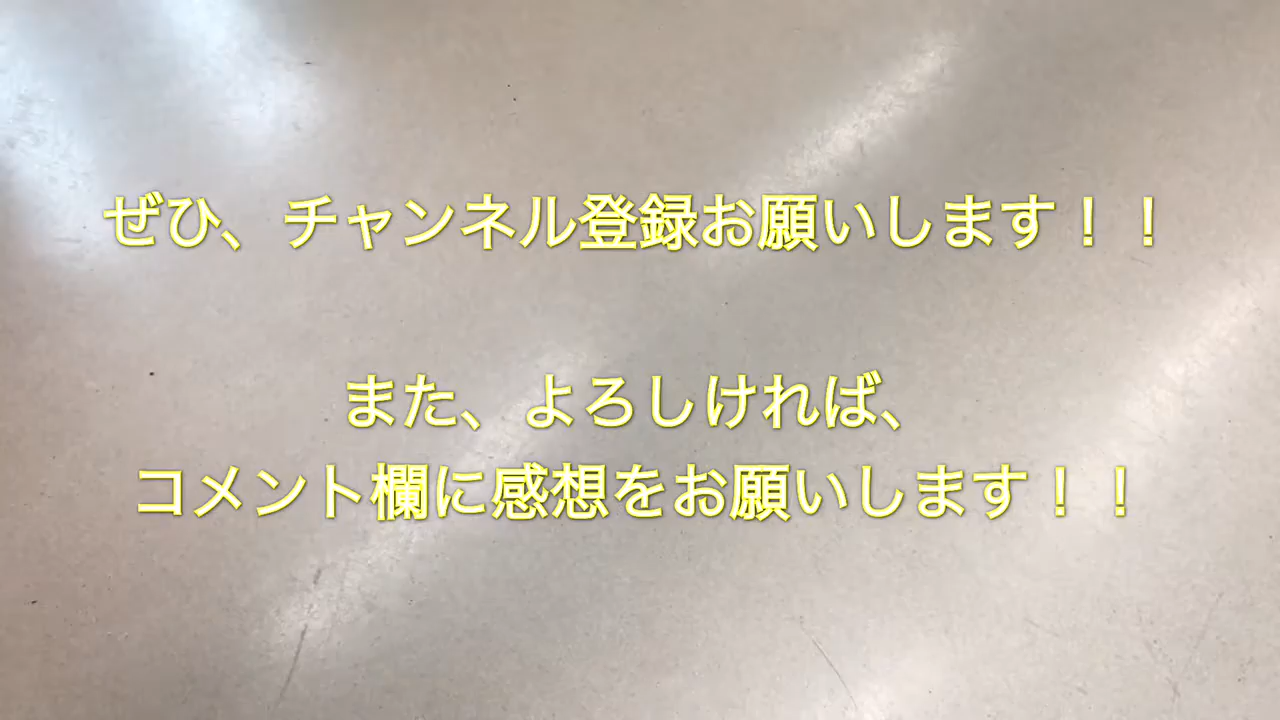 ぜひ、チャンネル登録お願いします！！
また、よろしければ、
コメント欄に感想をお願いします！！